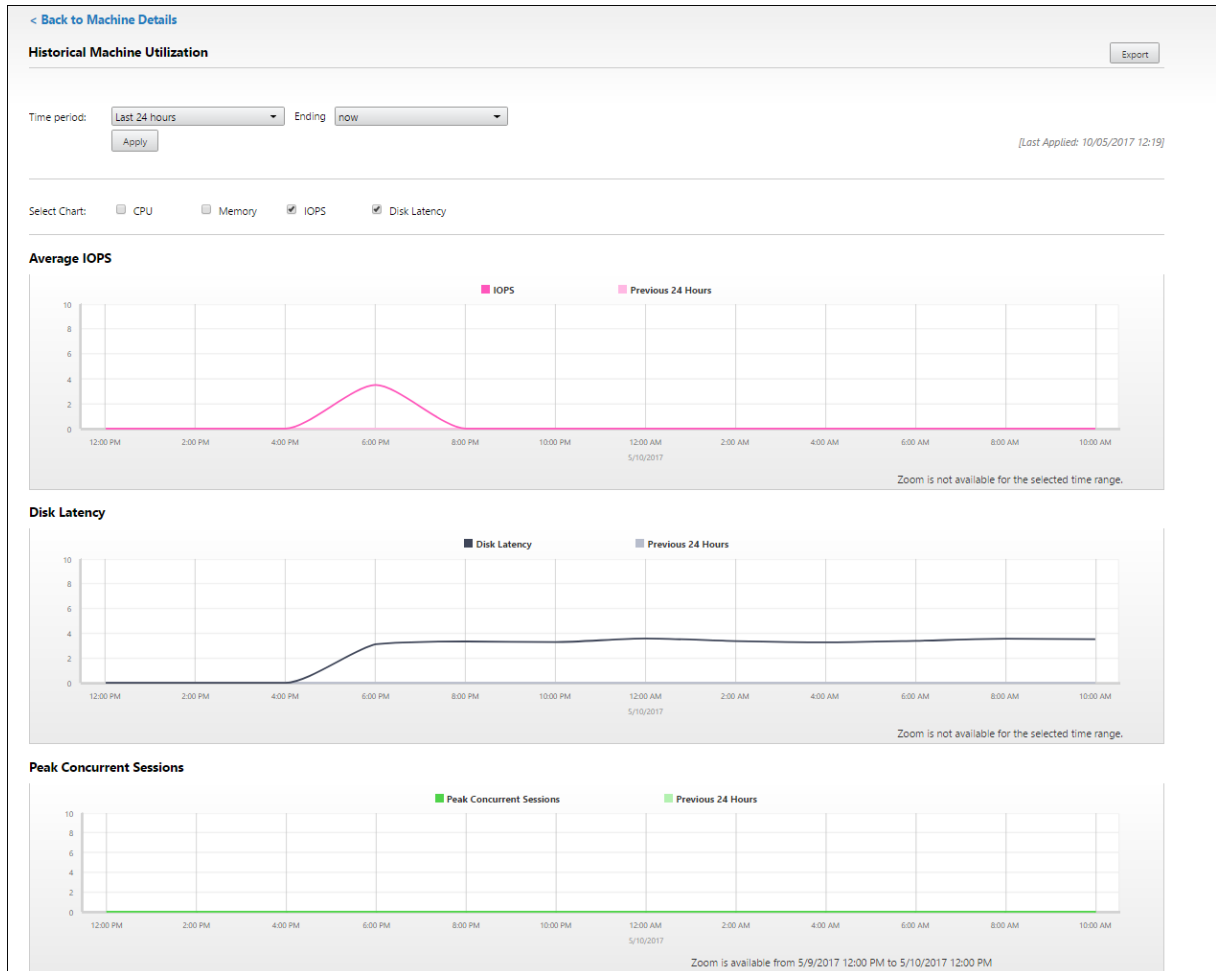 < Back to Machine Details
Historical Machine Utilization
Export
Time period: Last 24 hours Ending now
Apply
[Last Applied: 10/05/2017 12:19]
Select Chart: CPU Memory IOPS Disk Latency
Average IOPS
IOPS Previous 24 Hours
10
8
6
4
2
0
12:00 PM 2:00 PM 4:00 PM 6:00 PM 8:00 PM 10:00 PM 12:00 AM 2:00 AM 4:00 AM 6:00 AM 8:00 AM 10:00 AM
5/10/2017
Zoom is not available for the selected time range.
Disk Latency
Disk Latency Previous 24 Hours
10
8
6
4
2
0
12:00 PM 2:00 PM 4:00 PM 6:00 PM 8:00 PM 10:00 PM 12:00 AM 2:00 AM 4:00 AM 6:00 AM 8:00 AM 10:00 AM
5/10/2017
Zoom is not available for the selected time range.
Peak Concurrent Sessions
Peak Concurrent Sessions Previous 24 Hours
10
8
6
4
2
0
12:00 PM 2:00 PM 4:00 PM 6:00 PM 8:00 PM 10:00 PM 12:00 AM 2:00 AM 4:00 AM 6:00 AM 8:00 AM 10:00 AM
5/10/2017
Zoom is available from 5/9/2017 12:00 PM to 5/10/2017 12:00 PM